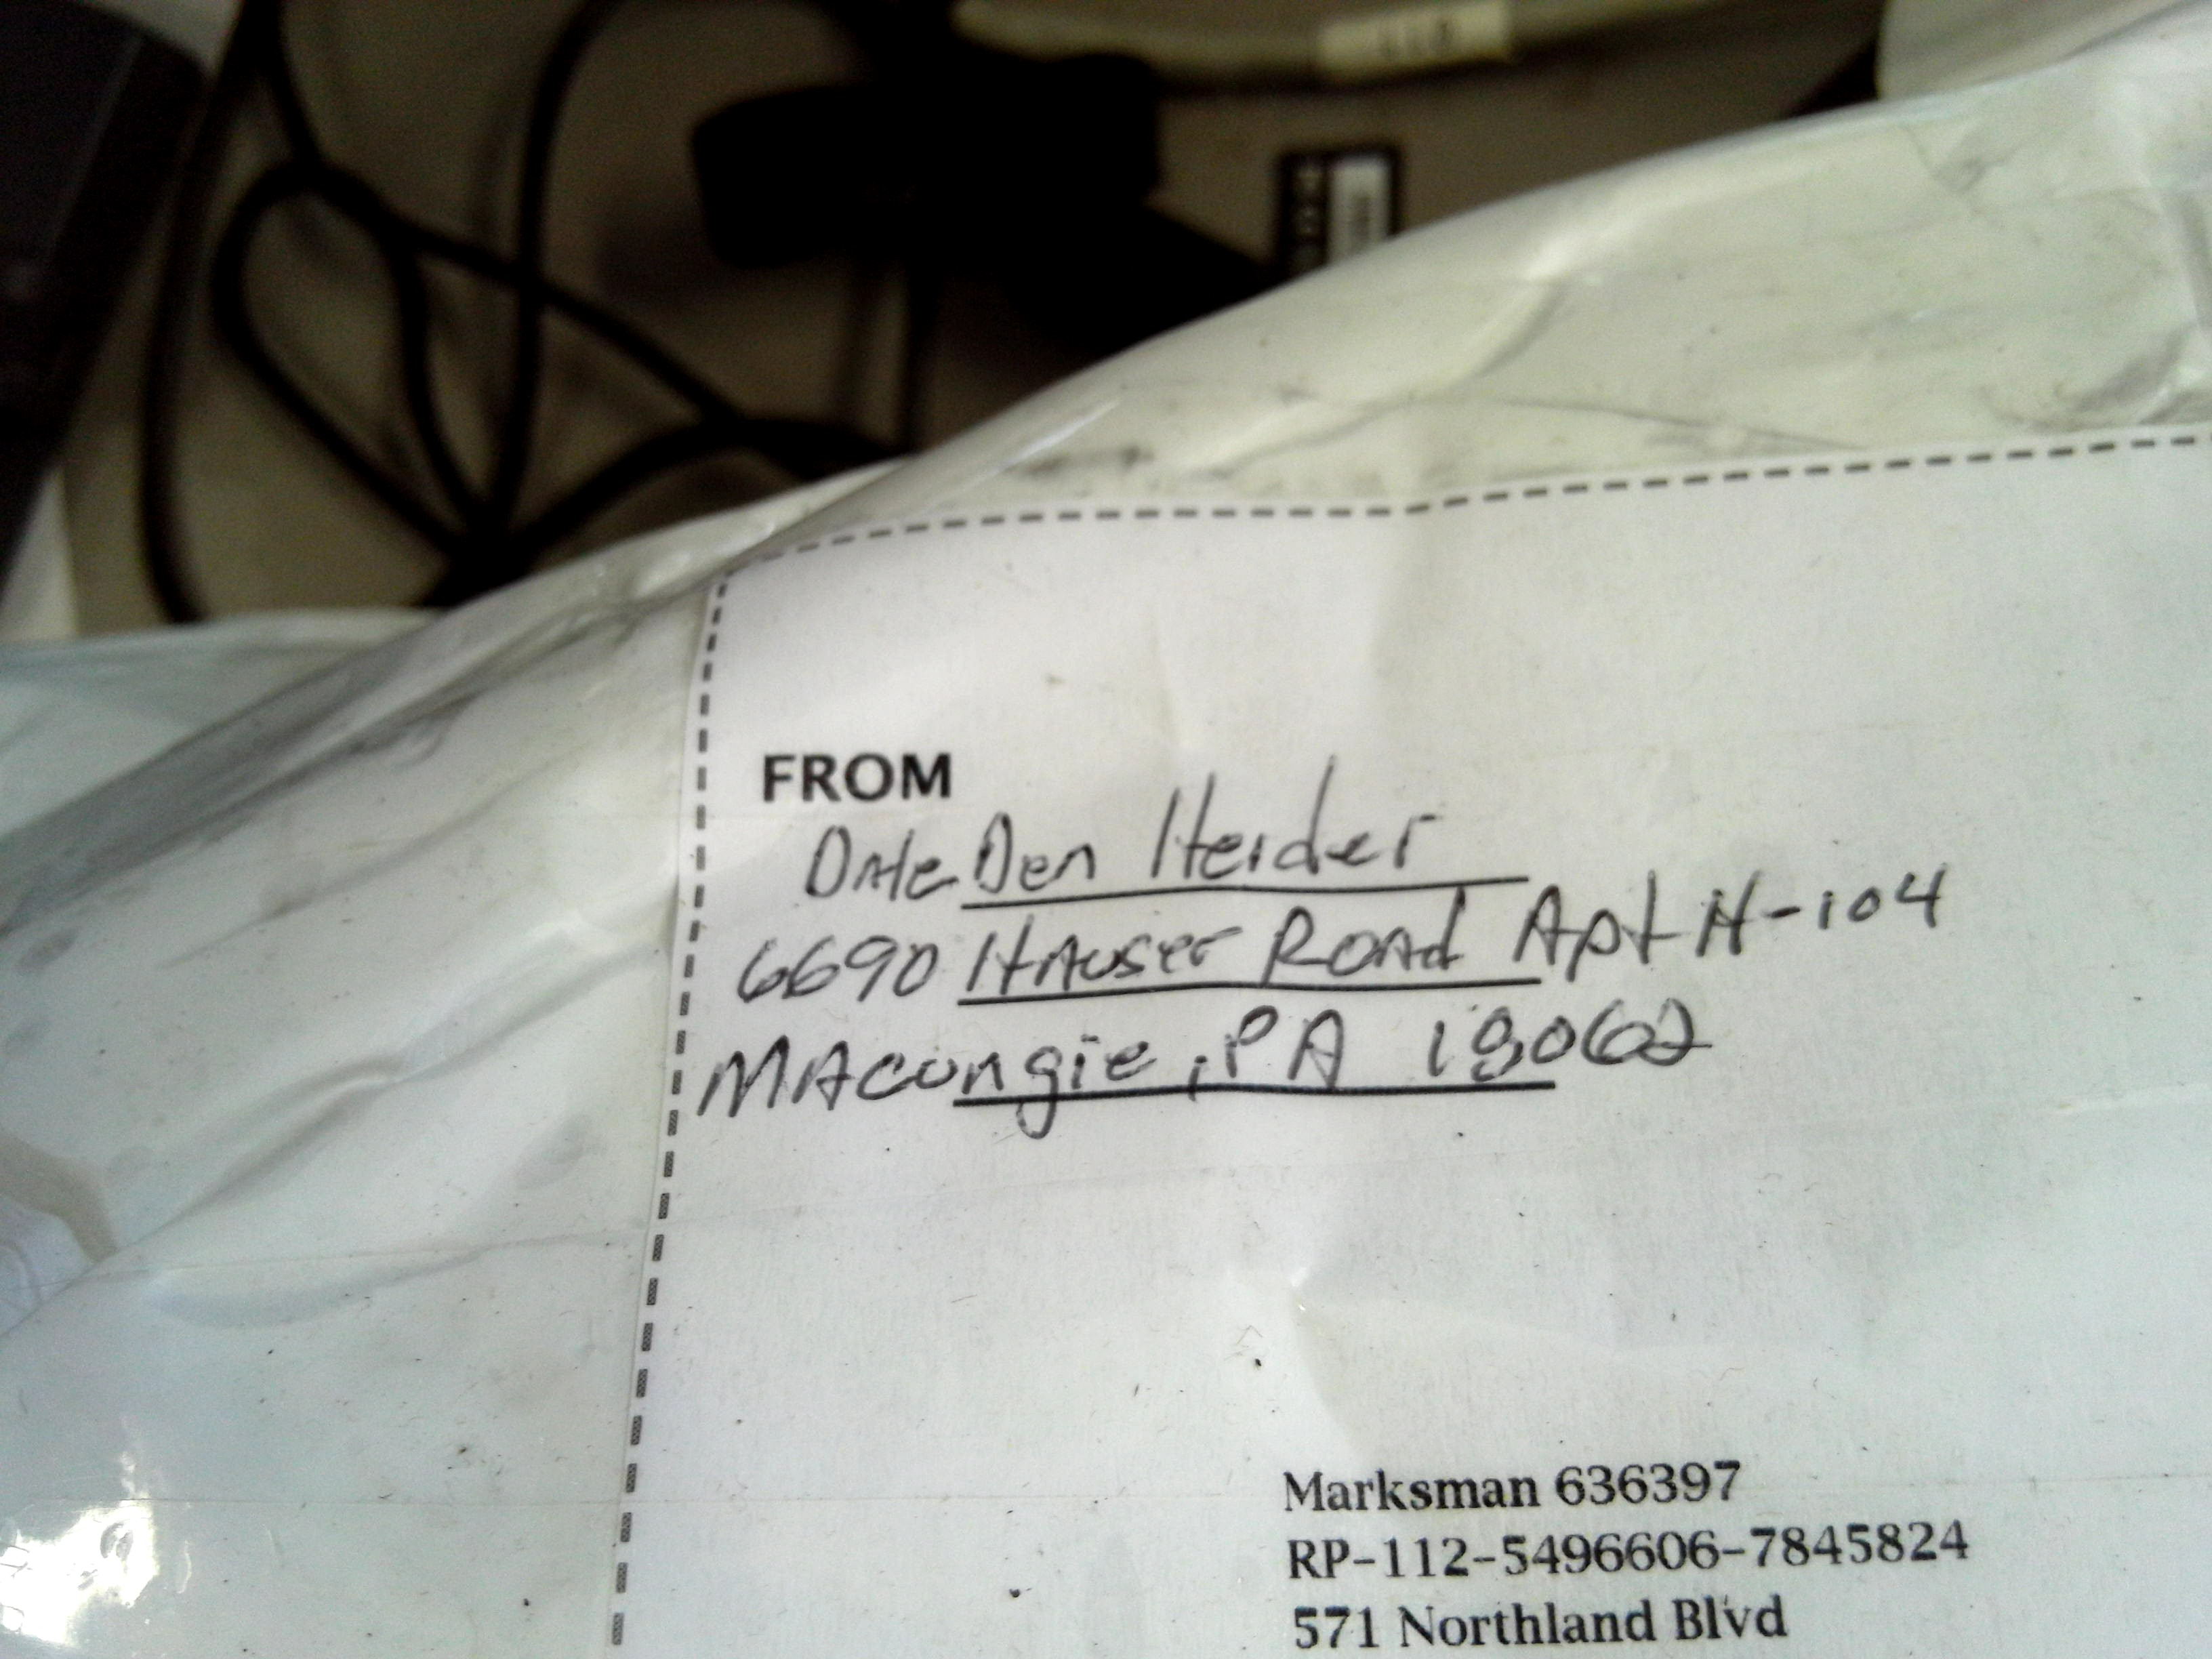 FROM
Dale Den Heider
6690 Hauser Road Apt H-104
MAcungie, PA 18062
Marksman 636397
RP-112-5496606-7845824
571 Northland Blvd